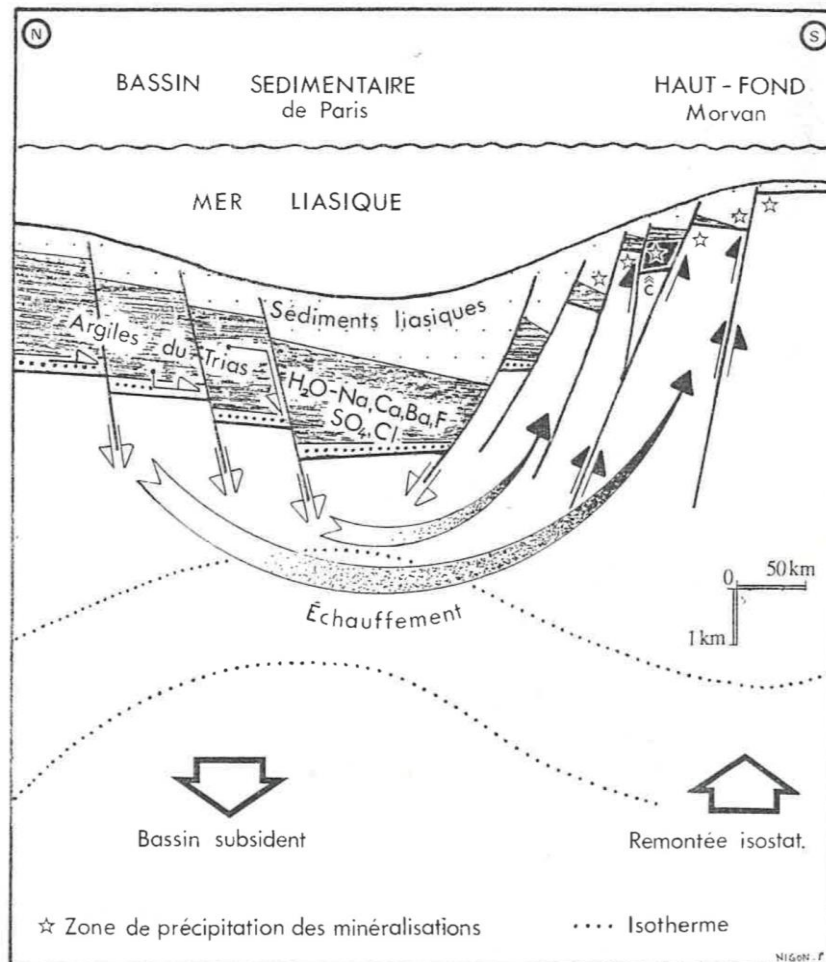 N
S
BASSIN SEDIMENTAIRE
de Paris
HAUT-FOND
Morvan
MER LIASIQUE
Sédiments liasiques
Argiles du Trias
H₂O-Na, Ca, Ba, F
SO₄, Cl
C
Échauffement
0 50 km
1 km
Bassin subsident
Remontée isostat.
☆ Zone de précipitation des minéralisations
.... Isotherme
NIGON.P